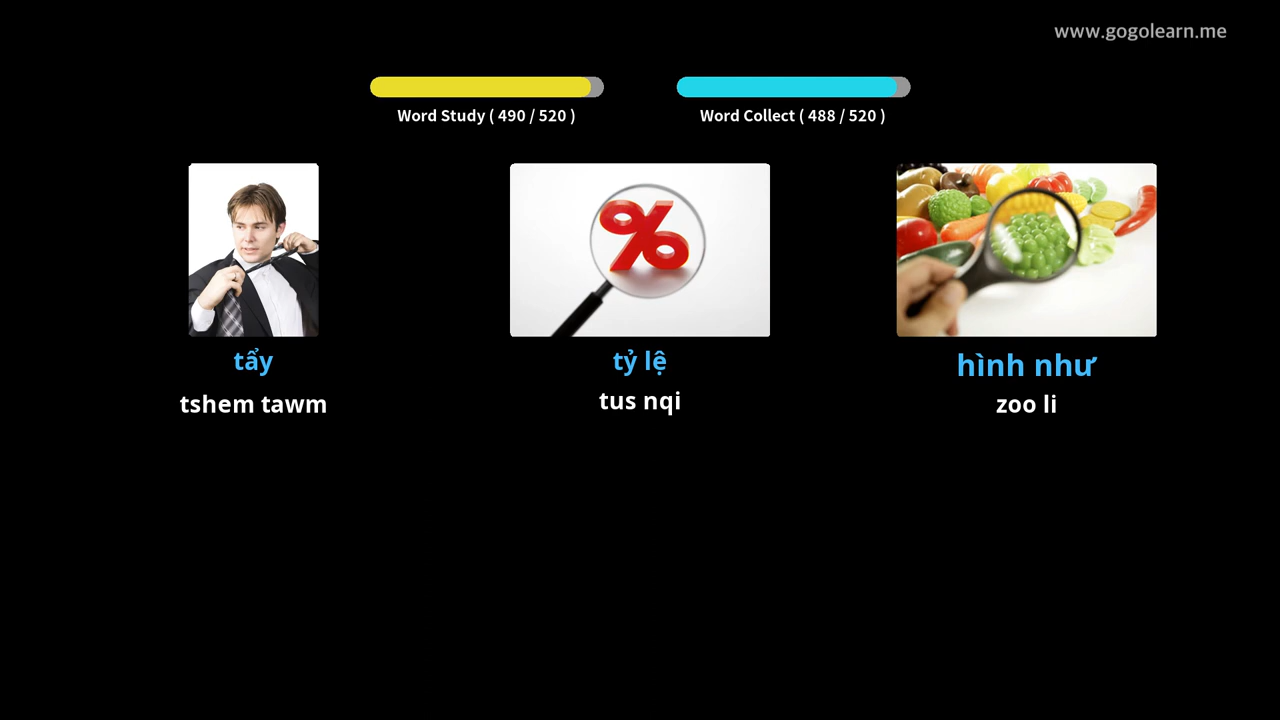 www.gogolearn.me
Word Study ( 490 / 520 )
Word Collect ( 488 / 520 )
tẩy
tỷ lệ
hình như
tshem tawm
tus nqi
zoo li